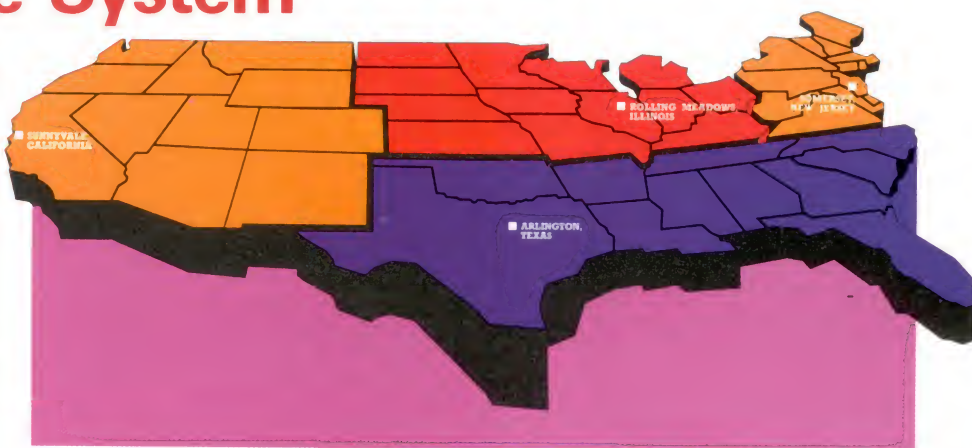 e System
SUNNYVALE,
CALIFORNIA
ROLLING MEADOWS
ILLINOIS
SOMERSET,
NEW JERSEY
ARLINGTON,
TEXAS